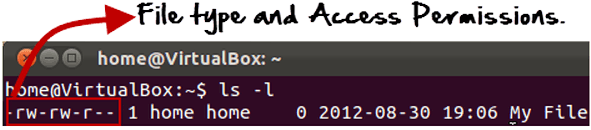 File type and Access Permissions.
home@VirtualBox: ~
home@VirtualBox:~$ ls -l
-rw-rw-r-- 1 home home    0 2012-08-30 19:06 My File